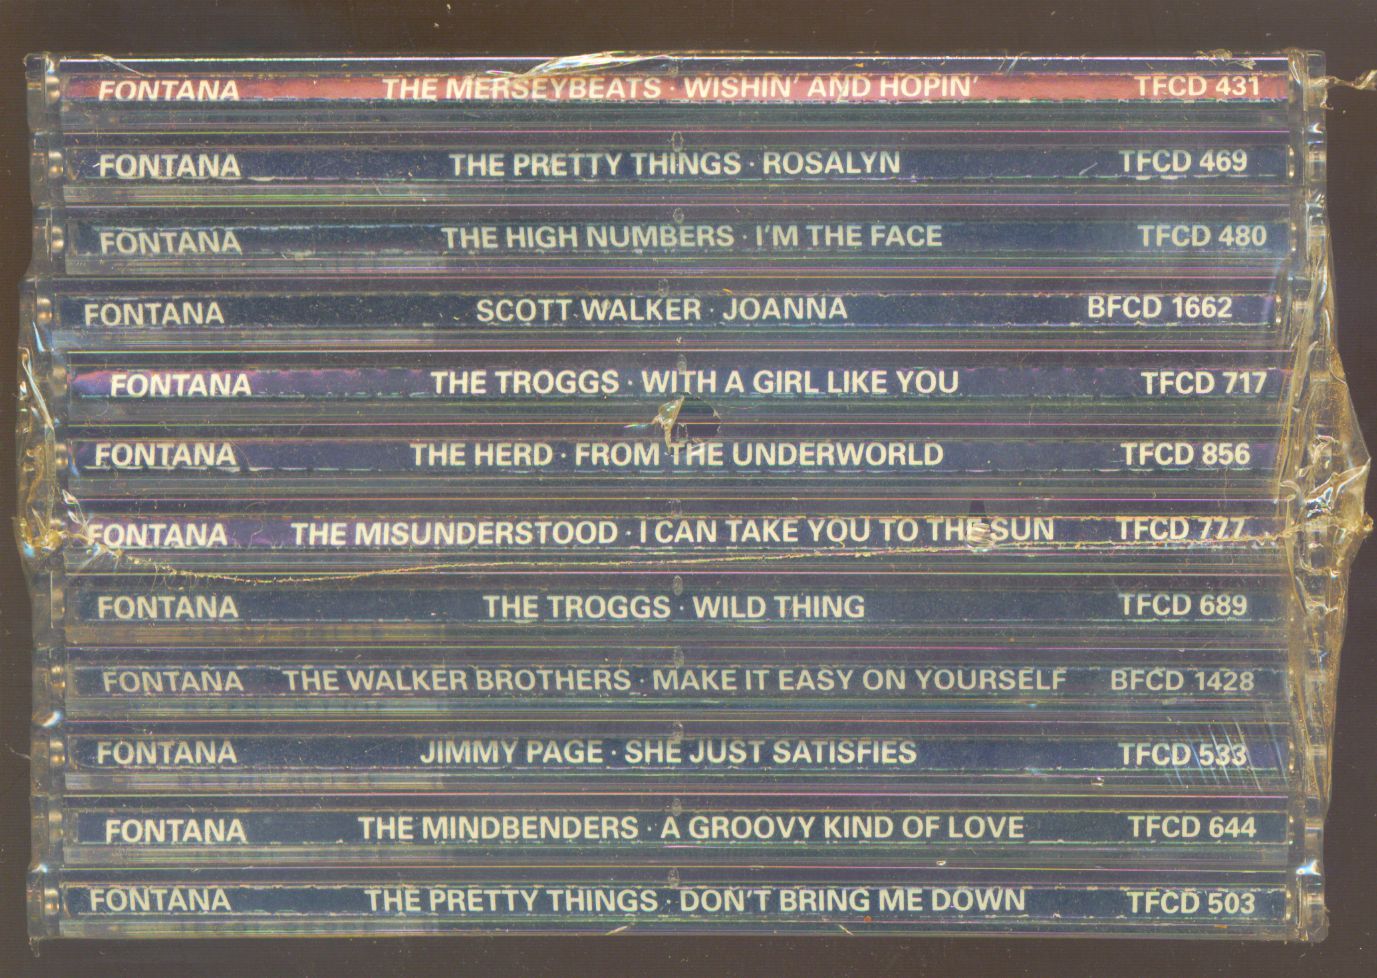 FONTANA THE MERSEYBEATS · WISHIN' AND HOPIN' TFCD 431
FONTANA THE PRETTY THINGS · ROSALYN TFCD 469
FONTANA THE HIGH NUMBERS · I'M THE FACE TFCD 480
FONTANA SCOTT WALKER · JOANNA BFCD 1662
FONTANA THE TROGGS · WITH A GIRL LIKE YOU TFCD 717
FONTANA THE HERD · FROM THE UNDERWORLD TFCD 856
FONTANA THE MISUNDERSTOOD · I CAN TAKE YOU TO THE SUN TFCD 777
FONTANA THE TROGGS · WILD THING TFCD 689
FONTANA THE WALKER BROTHERS · MAKE IT EASY ON YOURSELF BFCD 1428
FONTANA JIMMY PAGE · SHE JUST SATISFIES TFCD 533
FONTANA THE MINDBENDERS · A GROOVY KIND OF LOVE TFCD 644
FONTANA THE PRETTY THINGS · DON'T BRING ME DOWN TFCD 503